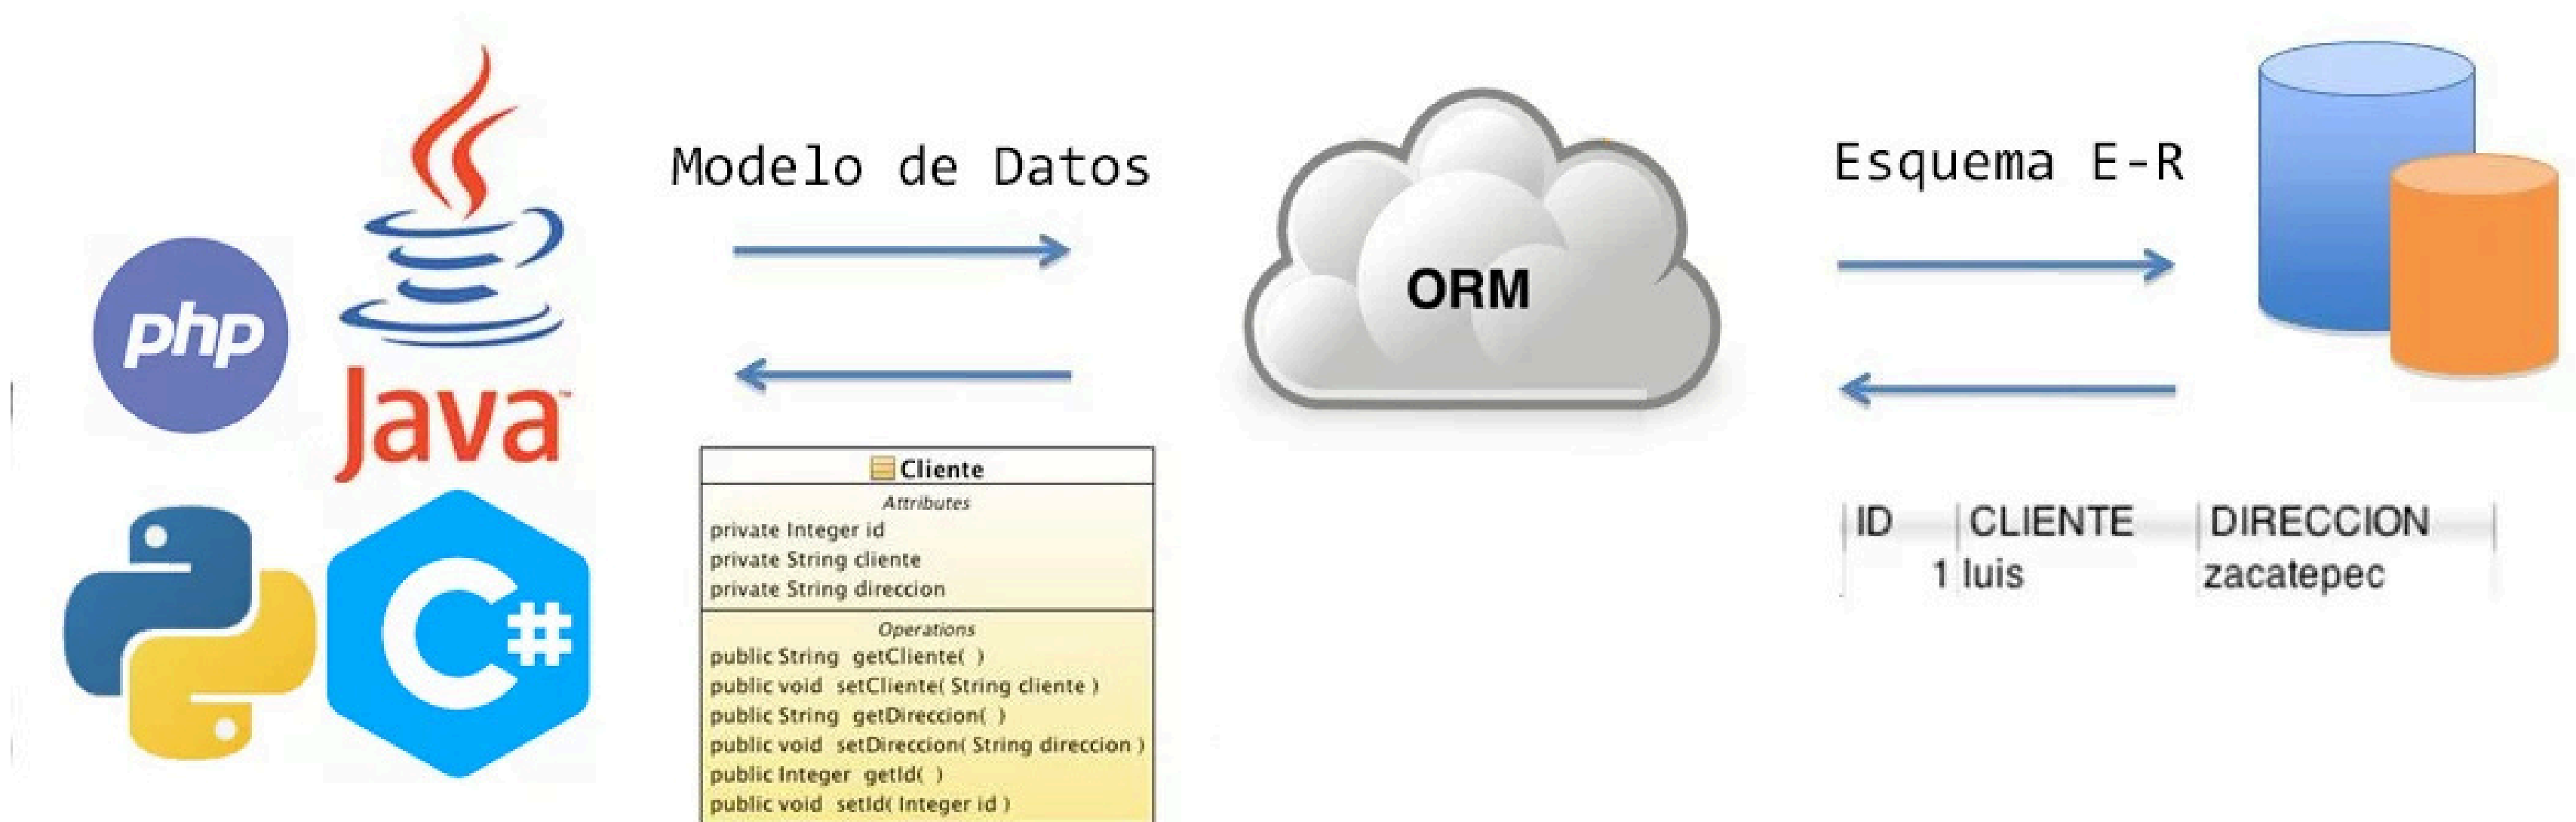 php
Java™
C#
Modelo de Datos
Cliente
Attributes
private Integer id
private String cliente
private String direccion
Operations
public String getCliente( )
public void setCliente( String cliente )
public String getDireccion( )
public void setDireccion( String direccion )
public Integer getId( )
public void setId( Integer id )
ORM
Esquema E-R
ID CLIENTE DIRECCION
1 luis zacatepec